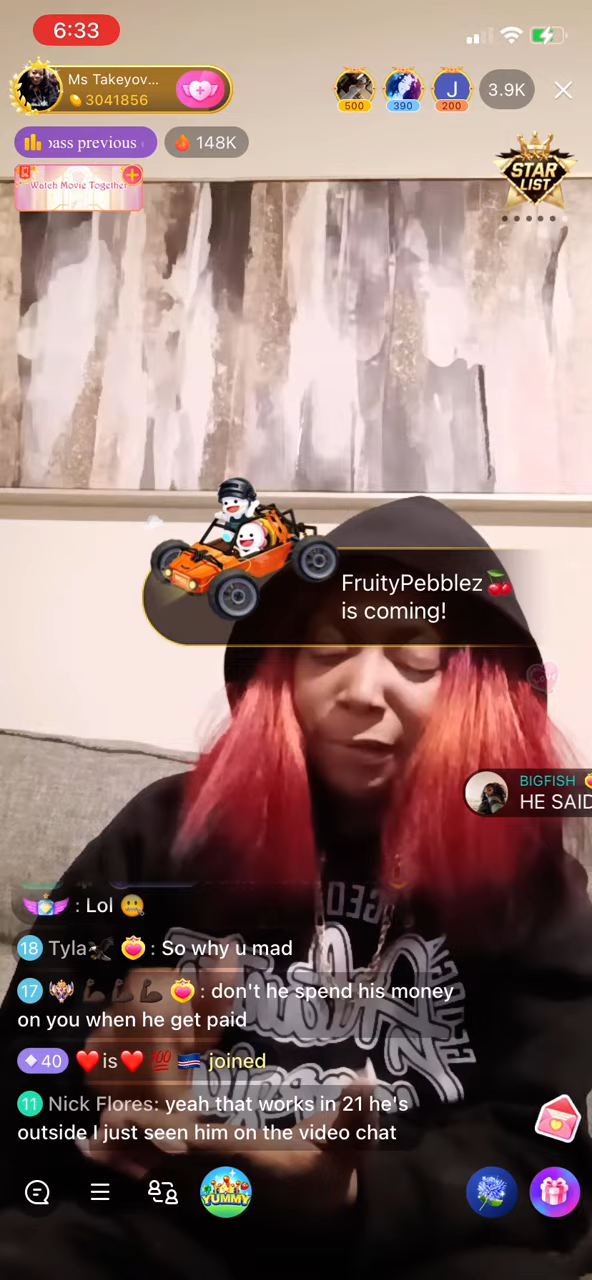 6:33
Ms Takeyov...
3041856
500
390
J
200
3.9K
pass previous
148K
Watch Movie Together
STAR
LIST
FruityPebblez🍒
is coming!
BIGFISH
HE SAID
: Lol 🤐
18 Tyla : So why u mad
17 💪🏿💪🏿💪🏿 : don't he spend his money
on you when he get paid
40 ❤️is❤️ 💯 🇨🇻 joined
11 Nick Flores: yeah that works in 21 he's
outside I just seen him on the video chat
YUMMY